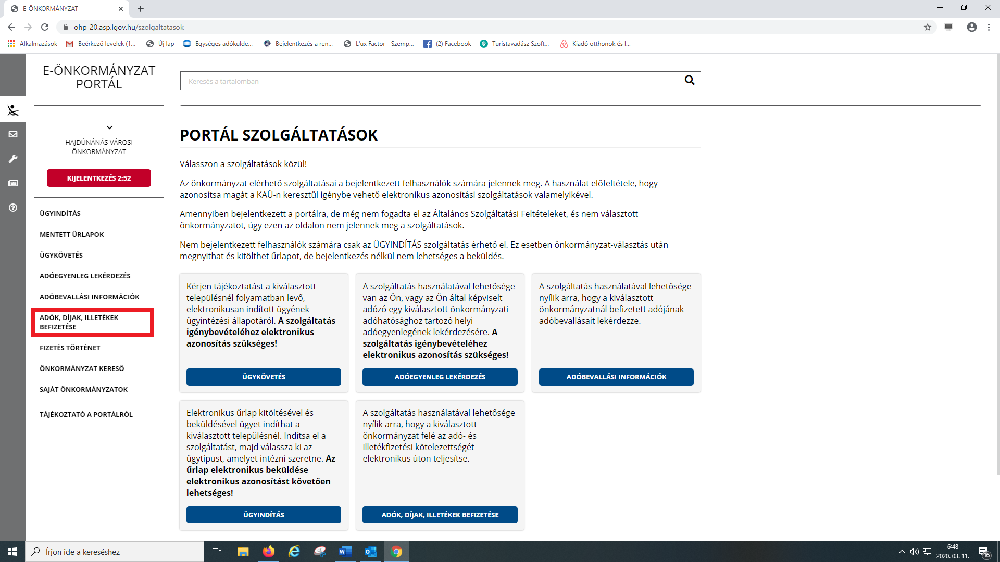 E-ÖNKORMÁNYZAT
ohp-20.asp.lgov.hu/szolgaltatasok
Alkalmazások
Beérkező levelek (1...
Új lap
Egységes adókülde...
Bejelentkezés a ren...
L'ux Factor - Szemp...
(2) Facebook
Turistavadász Szoft...
Kiadó otthonok és l...
E-ÖNKORMÁNYZAT
PORTÁL
Keresés a tartalomban
HAJDÚNÁNÁS VÁROSI
ÖNKORMÁNYZAT
KIJELENTKEZÉS 2:52
ÜGYINDÍTÁS
MENTETT ŰRLAPOK
ÜGYKÖVETÉS
ADÓEGYENLEG LEKÉRDEZÉS
ADÓBEVALLÁSI INFORMÁCIÓK
ADÓK, DÍJAK, ILLETÉKEK
BEFIZETÉSE
FIZETÉS TÖRTÉNET
ÖNKORMÁNYZAT KERESŐ
SAJÁT ÖNKORMÁNYZATOK
TÁJÉKOZTATÓ A PORTÁLRÓL
PORTÁL SZOLGÁLTATÁSOK
Válasszon a szolgáltatások közül!
Az önkormányzat elérhető szolgáltatásai a bejelentkezett felhasználók számára jelennek meg. A használat előfeltétele, hogy
azonosítsa magát a KAÜ-n keresztül igénybe vehető elektronikus azonosítási szolgáltatások valamelyikével.
Amennyiben bejelentkezett a portálra, de még nem fogadta el az Általános Szolgáltatási Feltételeket, és nem választott
önkormányzatot, úgy ezen az oldalon nem jelennek meg a szolgáltatások.
Nem bejelentkezett felhasználók számára csak az ÜGYINDÍTÁS szolgáltatás érhető el. Ez esetben önkormányzat-választás után
megnyithat és kitölthet űrlapot, de bejelentkezés nélkül nem lehetséges a beküldés.
Kérjen tájékoztatást a kiválasztott
településnél folyamatban levő,
elektronikusan indított ügyének
ügyintézési állapotáról. A szolgáltatás
igénybevételéhez elektronikus
azonosítás szükséges!
ÜGYKÖVETÉS
A szolgáltatás használatával lehetősége
van az Ön, vagy az Ön által képviselt
adózó egy kiválasztott önkormányzati
adóhatósághoz tartozó helyi
adóegyenlegének lekérdezésére. A
szolgáltatás igénybevételéhez
elektronikus azonosítás szükséges!
ADÓEGYENLEG LEKÉRDEZÉS
A szolgáltatás használatával lehetősége
nyílik arra, hogy a kiválasztott
önkormányzatnál befizetett adójának
adóbevallásait lekérdezze.
ADÓBEVALLÁSI INFORMÁCIÓK
Elektronikus űrlap kitöltésével és
beküldésével ügyet indíthat a
kiválasztott településnél. Indítsa el a
szolgáltatást, majd válassza ki az
ügytípust, amelyet intézni szeretne. Az
űrlap elektronikus beküldése
elektronikus azonosítást követően
lehetséges!
ÜGYINDÍTÁS
A szolgáltatás használatával lehetősége
nyílik arra, hogy a kiválasztott
önkormányzat felé az adó- és
illetékfizetési kötelezettségét
elektronikus úton teljesítse.
ADÓK, DÍJAK, ILLETÉKEK BEFIZETÉSE
Írjon ide a kereséshez
6:48
2020. 03. 11.
16